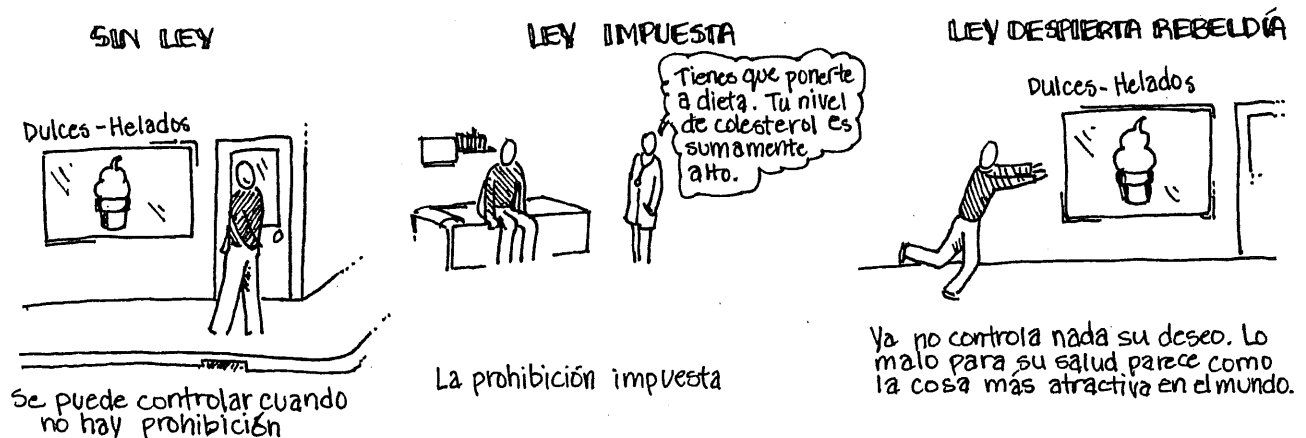 SIN LEY
Dulces-Helados
Se puede controlar cuando
no hay prohibición
LEY IMPUESTA
Tienes que ponerte
a dieta. Tu nivel
de colesterol es
sumamente
alto.
La prohibición impuesta
LEY DESPIERTA REBELDÍA
Dulces-Helados
Ya no controla nada su deseo. Lo
malo para su salud parece como
la cosa más atractiva en el mundo.